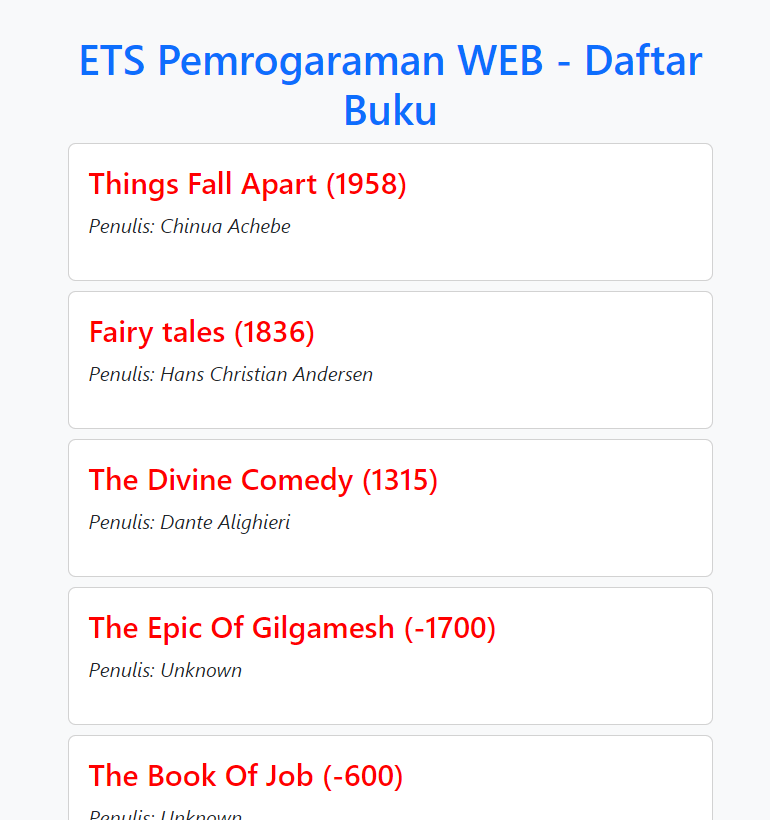 ETS Pemrogaraman WEB - Daftar
Buku
Things Fall Apart (1958)
Penulis: Chinua Achebe
Fairy tales (1836)
Penulis: Hans Christian Andersen
The Divine Comedy (1315)
Penulis: Dante Alighieri
The Epic Of Gilgamesh (-1700)
Penulis: Unknown
The Book Of Job (-600)
Penulis: Unknown